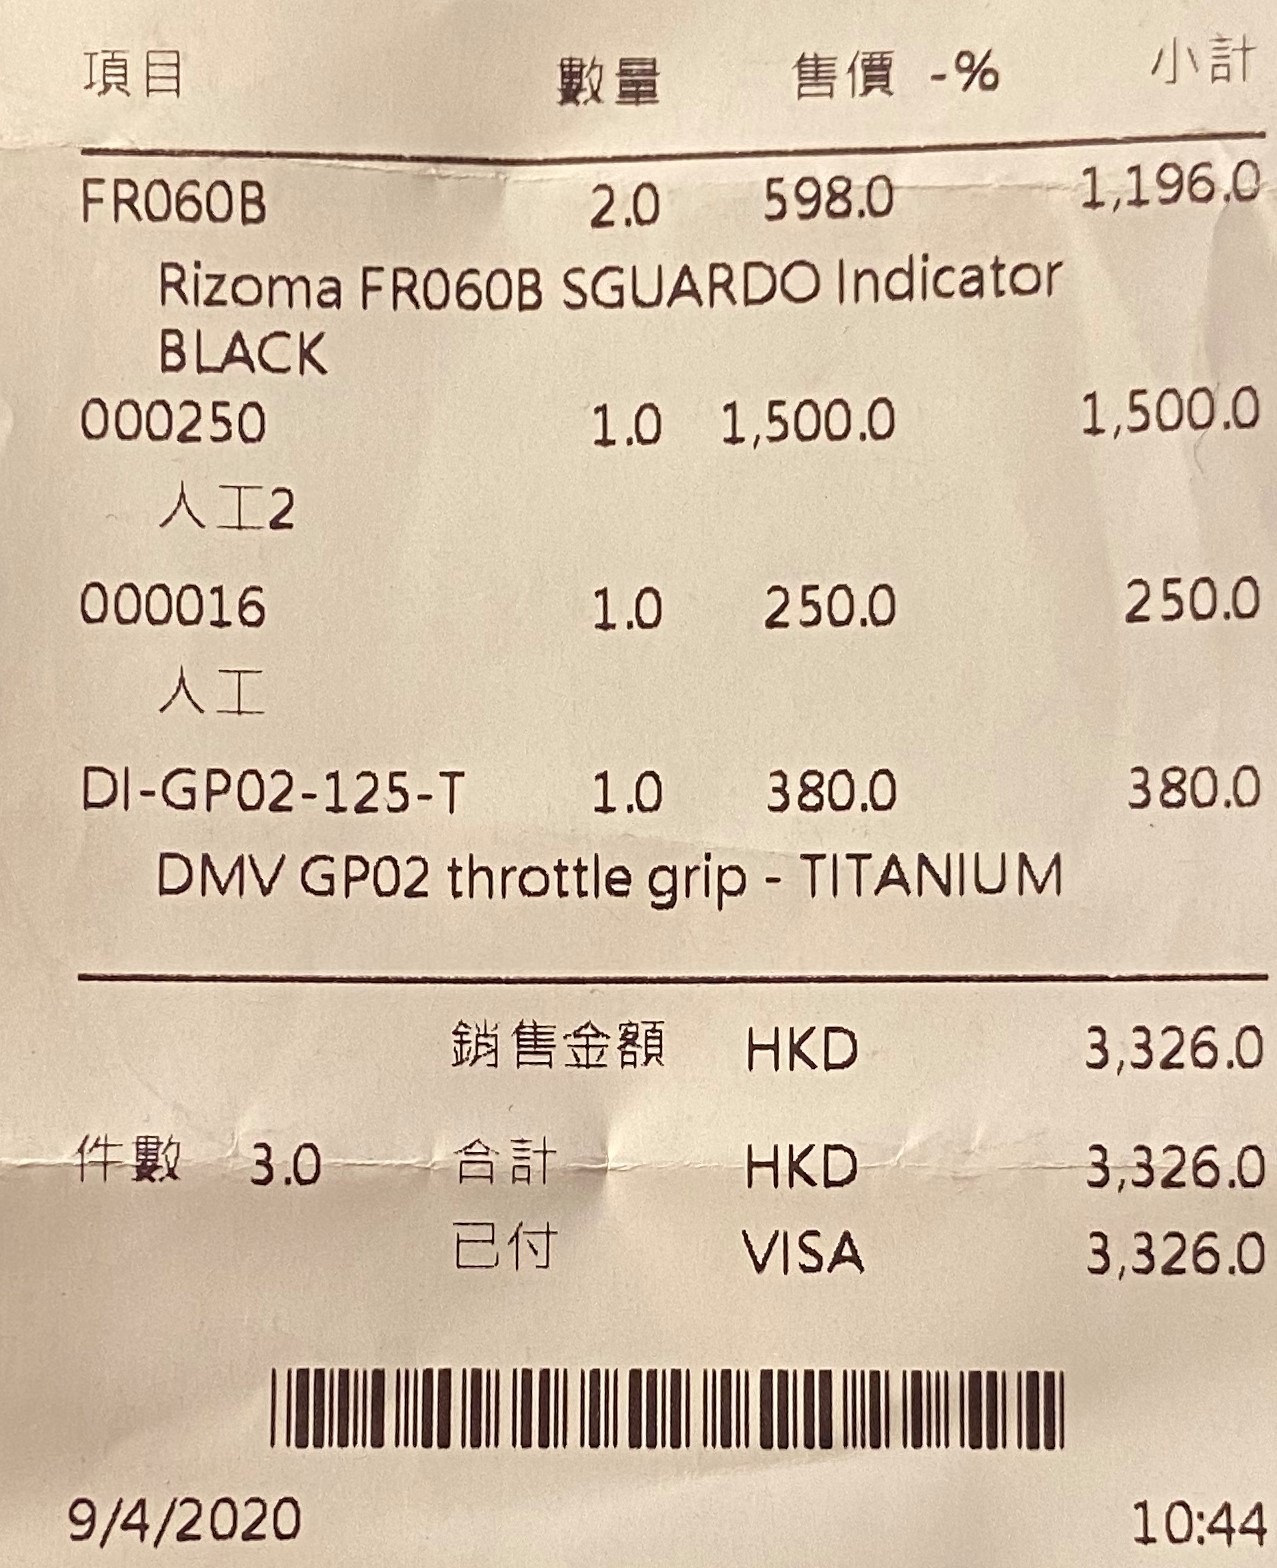 項目 數量 售價 -% 小計
FR060B 2.0 598.0 1,196.0
Rizoma FR060B SGUARDO Indicator
BLACK
000250 1.0 1,500.0 1,500.0
人工2
000016 1.0 250.0 250.0
人工
DI-GP02-125-T 1.0 380.0 380.0
DMV GP02 throttle grip - TITANIUM
銷售金額 HKD 3,326.0
件數 3.0 合計 HKD 3,326.0
已付 VISA 3,326.0
9/4/2020 10:44